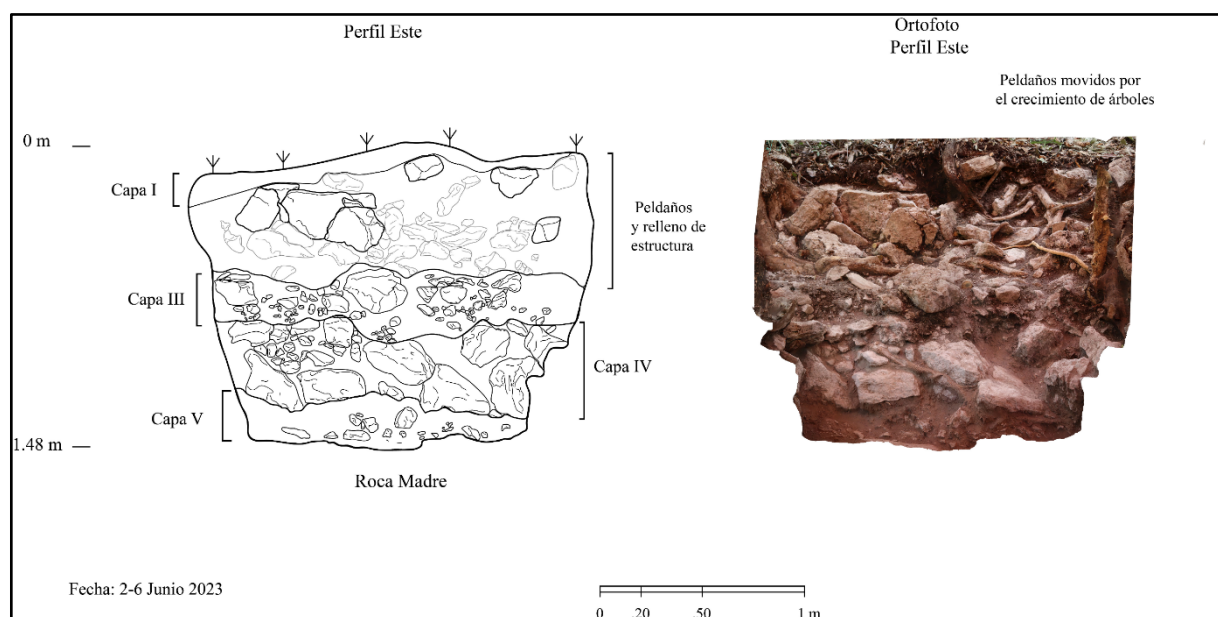 Perfil Este
Ortofoto
Perfil Este
Peldaños movidos por
el crecimiento de árboles
0 m
Capa I
Peldaños
y relleno de
estructura
Capa III
Capa IV
Capa V
1.48 m
Roca Madre
Fecha: 2-6 Junio 2023
0 .20 .50 1 m